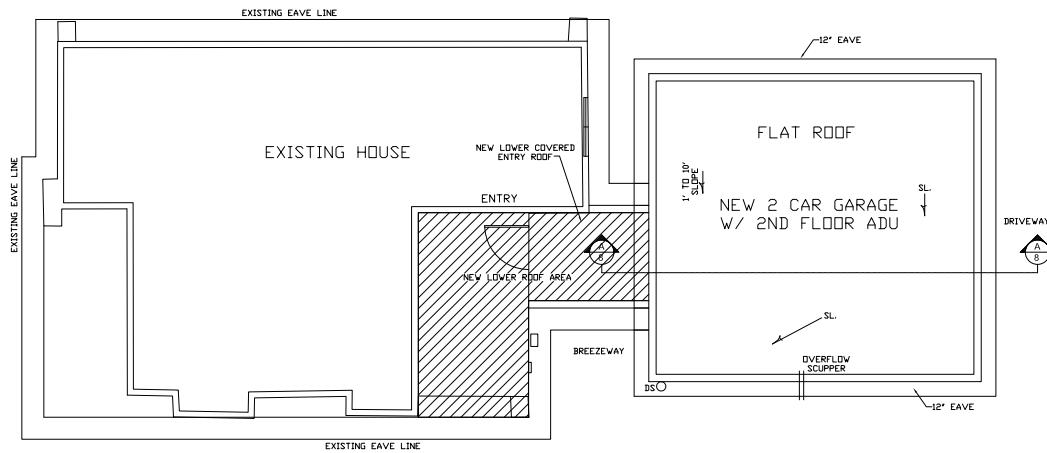 EXISTING EAVE LINE
12" EAVE
FLAT ROOF
EXISTING HOUSE
NEW LOWER COVERED
ENTRY ROOF
1' TO 10'
SLOPE
SL.
ENTRY
NEW 2 CAR GARAGE
W/ 2ND FLOOR ADU
DRIVEWAY
EXISTING EAVE LINE
A
8
A
8
NEW LOWER ROOF AREA
SL.
BREEZEWAY
OVERFLOW
SCUPPER
DS
12" EAVE
EXISTING EAVE LINE